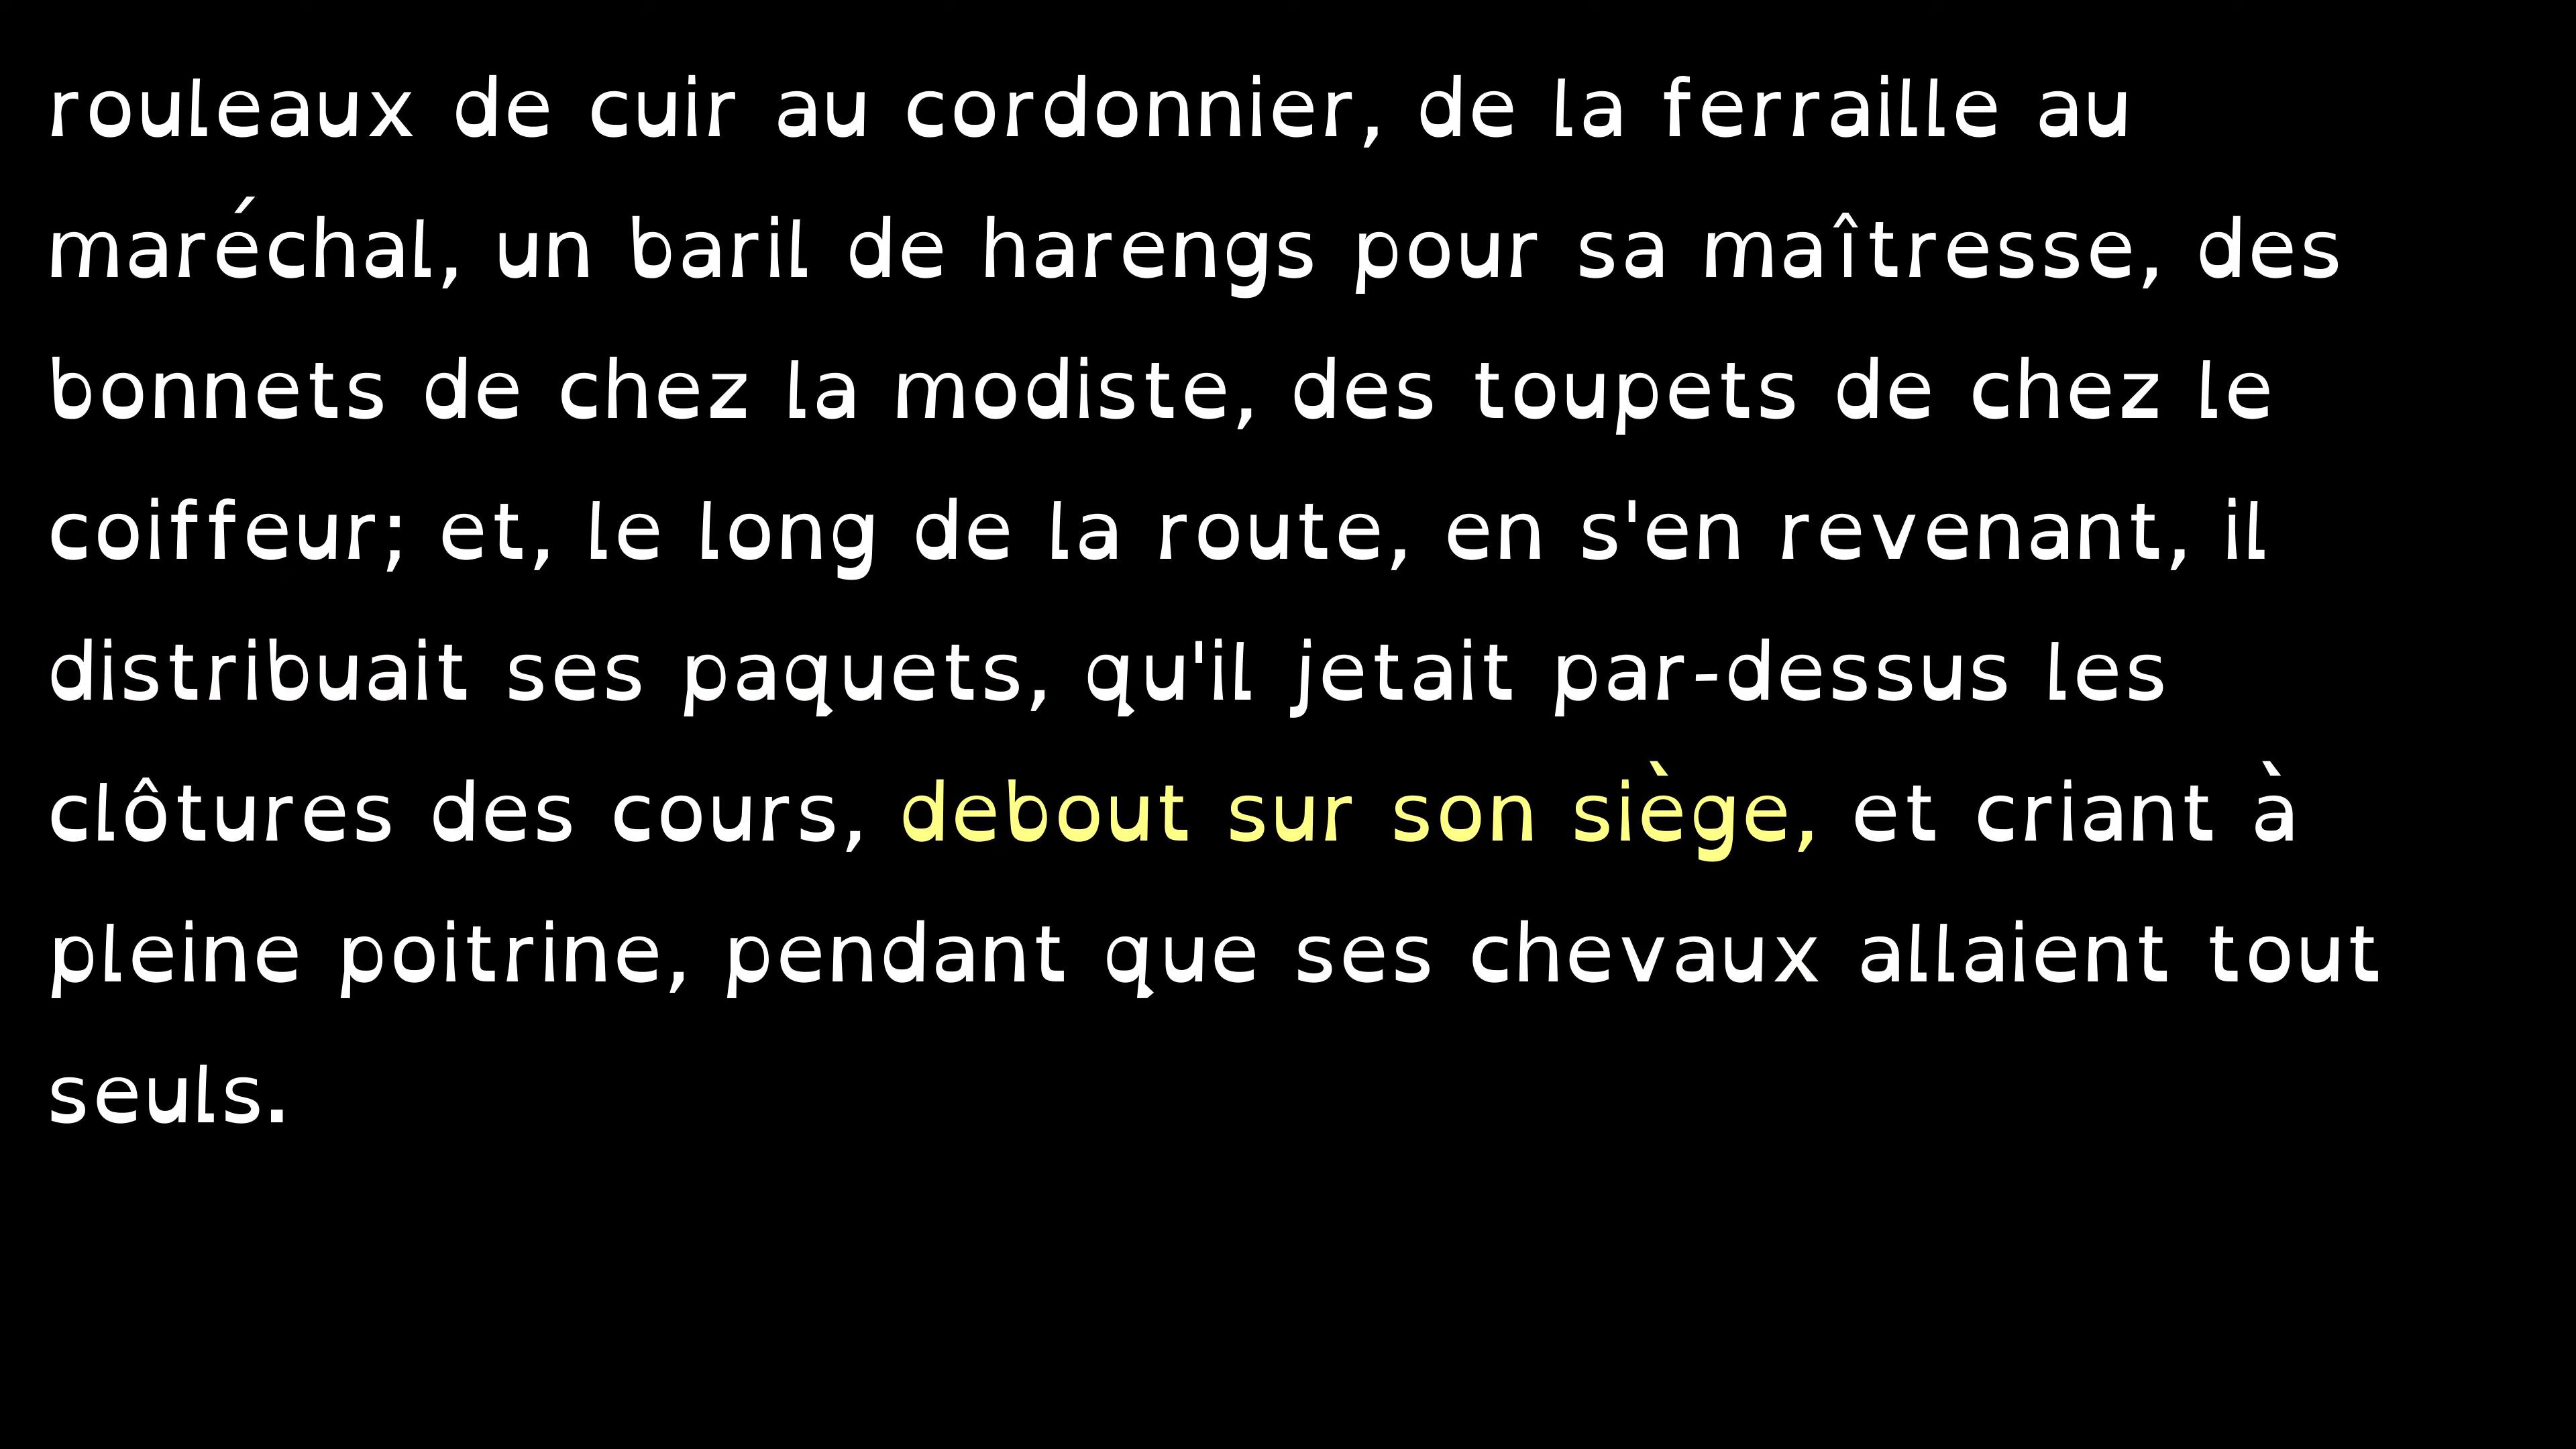 rouleaux de cuir au cordonnier, de la ferraille au
maréchal, un baril de harengs pour sa maîtresse, des
bonnets de chez la modiste, des toupets de chez le
coiffeur; et, le long de la route, en s'en revenant, il
distribuait ses paquets, qu'il jetait par-dessus les
clôtures des cours, debout sur son siège, et criant à
pleine poitrine, pendant que ses chevaux allaient tout
seuls.